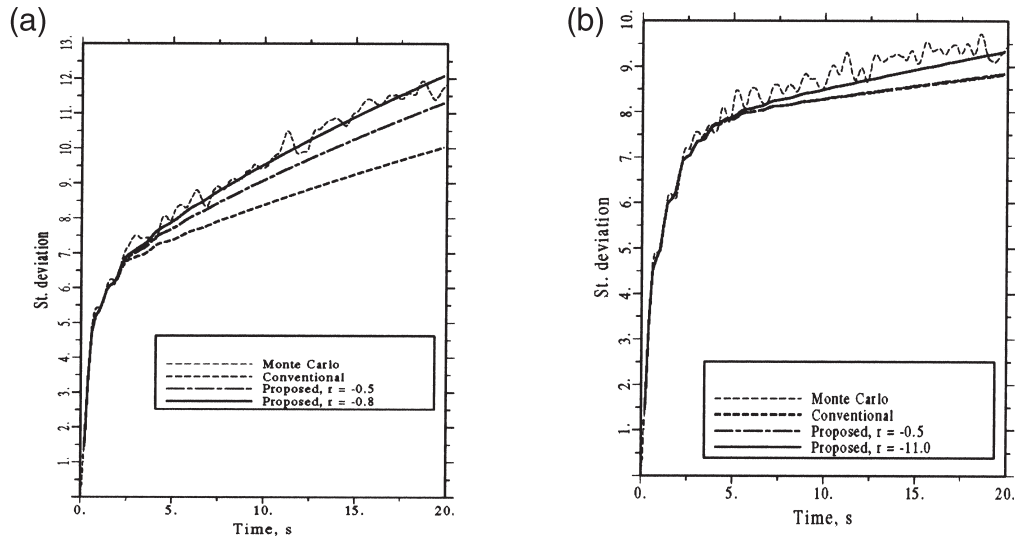 (a)
13.
12.
11.
10.
9.
8.
7.
6.
5.
4.
3.
2.
1.
St. deviation
Monte Carlo
Conventional
Proposed, r = -0.5
Proposed, r = -0.8
0. 5. 10. 15. 20.
Time, s
(b)
10.
9.
8.
7.
6.
5.
4.
3.
2.
1.
St. deviation
Monte Carlo
Conventional
Proposed, r = -0.5
Proposed, r = -11.0
0. 5. 10. 15. 20.
Time, s